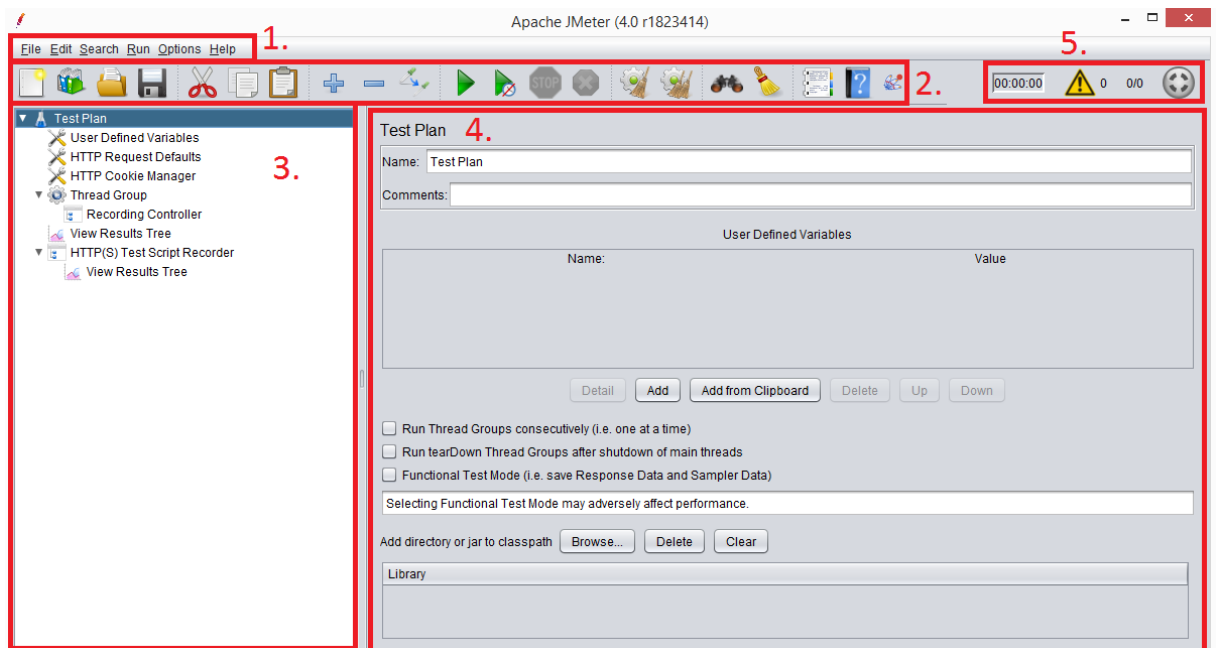 Apache JMeter (4.0 r1823414)
1.
5.
File Edit Search Run Options Help
STOP
2.
00:00:00 0 0/0
Test Plan
User Defined Variables
HTTP Request Defaults
HTTP Cookie Manager
3.
Thread Group
Recording Controller
View Results Tree
HTTP(S) Test Script Recorder
View Results Tree
Test Plan 4.
Name: Test Plan
Comments:
User Defined Variables
Name: Value
Detail Add Add from Clipboard Delete Up Down
Run Thread Groups consecutively (i.e. one at a time)
Run tearDown Thread Groups after shutdown of main threads
Functional Test Mode (i.e. save Response Data and Sampler Data)
Selecting Functional Test Mode may adversely affect performance.
Add directory or jar to classpath Browse... Delete Clear
Library